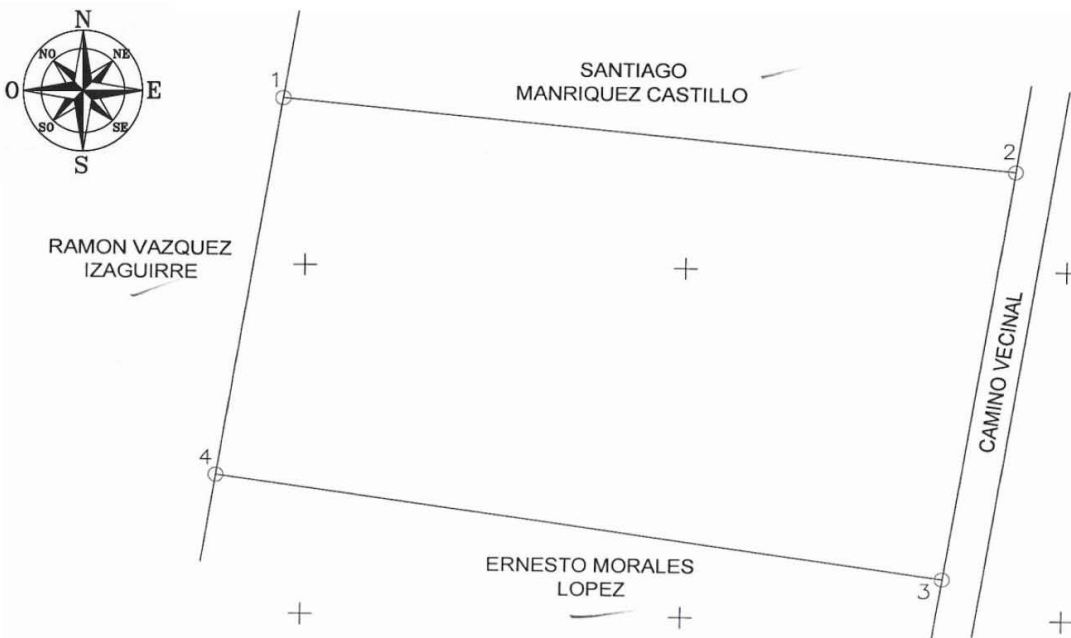 N
NO NE
O E
SO SE
S
1
SANTIAGO
MANRIQUEZ CASTILLO
2
RAMON VAZQUEZ
IZAGUIRRE
CAMINO VECINAL
4
ERNESTO MORALES
LOPEZ
3